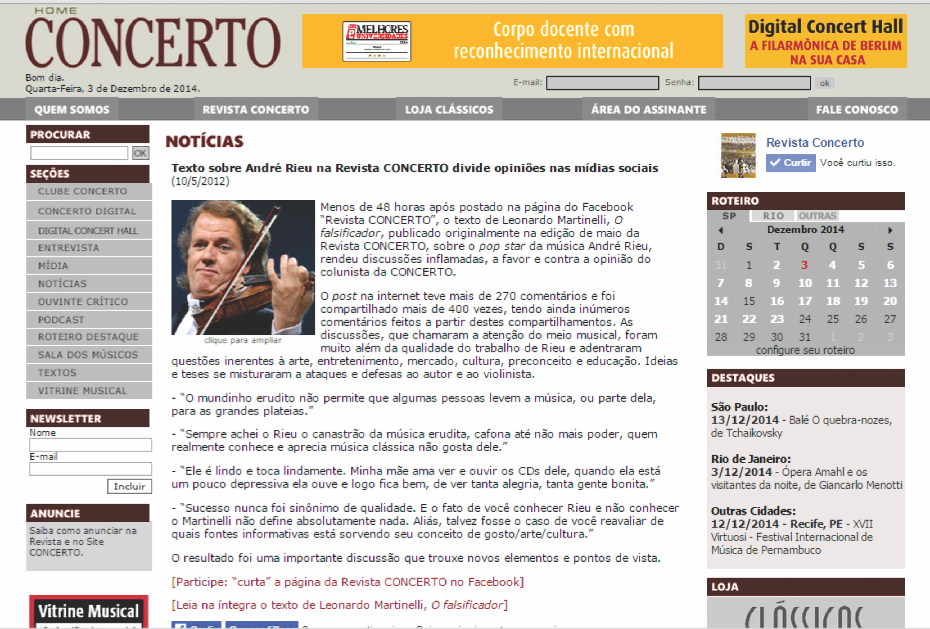 HOME
CONCERTO
MELHORES
UNIVERSIDADES
Corpo docente com
reconhecimento internacional
Digital Concert Hall
A FILARMÔNICA DE BERLIM
NA SUA CASA
Bom dia.
Quarta-Feira, 3 de Dezembro de 2014.
E-mail: Senha: ok
QUEM SOMOS REVISTA CONCERTO LOJA CLÁSSICOS ÁREA DO ASSINANTE FALE CONOSCO
PROCURAR
OK
SEÇÕES
CLUBE CONCERTO
CONCERTO DIGITAL
DIGITAL CONCERT HALL
ENTREVISTA
MÍDIA
NOTÍCIAS
OUVINTE CRÍTICO
PODCAST
ROTEIRO DESTAQUE
SALA DOS MÚSICOS
TEXTOS
VITRINE MUSICAL
NEWSLETTER
Nome
E-mail
Incluir
ANUNCIE
Saiba como anunciar na
Revista e no Site
CONCERTO.
Vitrine Musical
NOTÍCIAS
Texto sobre André Rieu na Revista CONCERTO divide opiniões nas mídias sociais
(10/5/2012)
clique para ampliar
Menos de 48 horas após postado na página do Facebook
“Revista CONCERTO”, o texto de Leonardo Martinelli, O
falsificador, publicado originalmente na edição de maio da
Revista CONCERTO, sobre o pop star da música André Rieu,
rendeu discussões inflamadas, a favor e contra a opinião do
colunista da CONCERTO.
O post na internet teve mais de 270 comentários e foi
compartilhado mais de 400 vezes, tendo ainda inúmeros
comentários feitos a partir destes compartilhamentos. As
discussões, que chamaram a atenção do meio musical, foram
muito além da qualidade do trabalho de Rieu e adentraram
questões inerentes à arte, entretenimento, mercado, cultura, preconceito e educação. Ideias
e teses se misturaram a ataques e defesas ao autor e ao violinista.
- “O mundinho erudito não permite que algumas pessoas levem a música, ou parte dela,
para as grandes plateias.”
- “Sempre achei o Rieu o canastrão da música erudita, cafona até não mais poder, quem
realmente conhece e aprecia música clássica não gosta dele.”
- “Ele é lindo e toca lindamente. Minha mãe ama ver e ouvir os CDs dele, quando ela está
um pouco depressiva ela ouve e logo fica bem, de ver tanta alegria, tanta gente bonita.”
- “Sucesso nunca foi sinônimo de qualidade. E o fato de você conhecer Rieu e não conhecer
o Martinelli não define absolutamente nada. Aliás, talvez fosse o caso de você reavaliar de
quais fontes informativas está sorvendo seu conceito de gosto/arte/cultura.”
O resultado foi uma importante discussão que trouxe novos elementos e pontos de vista.
[Participe: “curta” a página da Revista CONCERTO no Facebook]
[Leia na íntegra o texto de Leonardo Martinelli, O falsificador]
Revista Concerto
Curtir Você curtiu isso.
ROTEIRO
SP RIO OUTRAS
Dezembro 2014
D S T Q Q S S
31 1 2 3 4 5 6
7 8 9 10 11 12 13
14 15 16 17 18 19 20
21 22 23 24 25 26 27
28 29 30 31 1 2 3
configure seu roteiro
DESTAQUES
São Paulo:
13/12/2014 - Balé O quebra-nozes,
de Tchaikovsky
Rio de Janeiro:
3/12/2014 - Ópera Amahl e os
visitantes da noite, de Giancarlo Menotti
Outras Cidades:
12/12/2014 - Recife, PE - XVII
Virtuosi - Festival Internacional de
Música de Pernambuco
LOJA
CLÁSSICOS